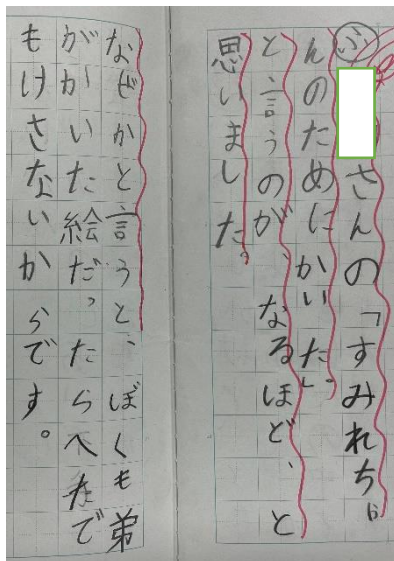 ふ
さんの「すみれちゃ
んのためにかいた」。
と言うのが、なるほど、と
思いました。
なぜかと言うと、ぼくも弟
がかいた絵だったらへたで
もけさないからです。